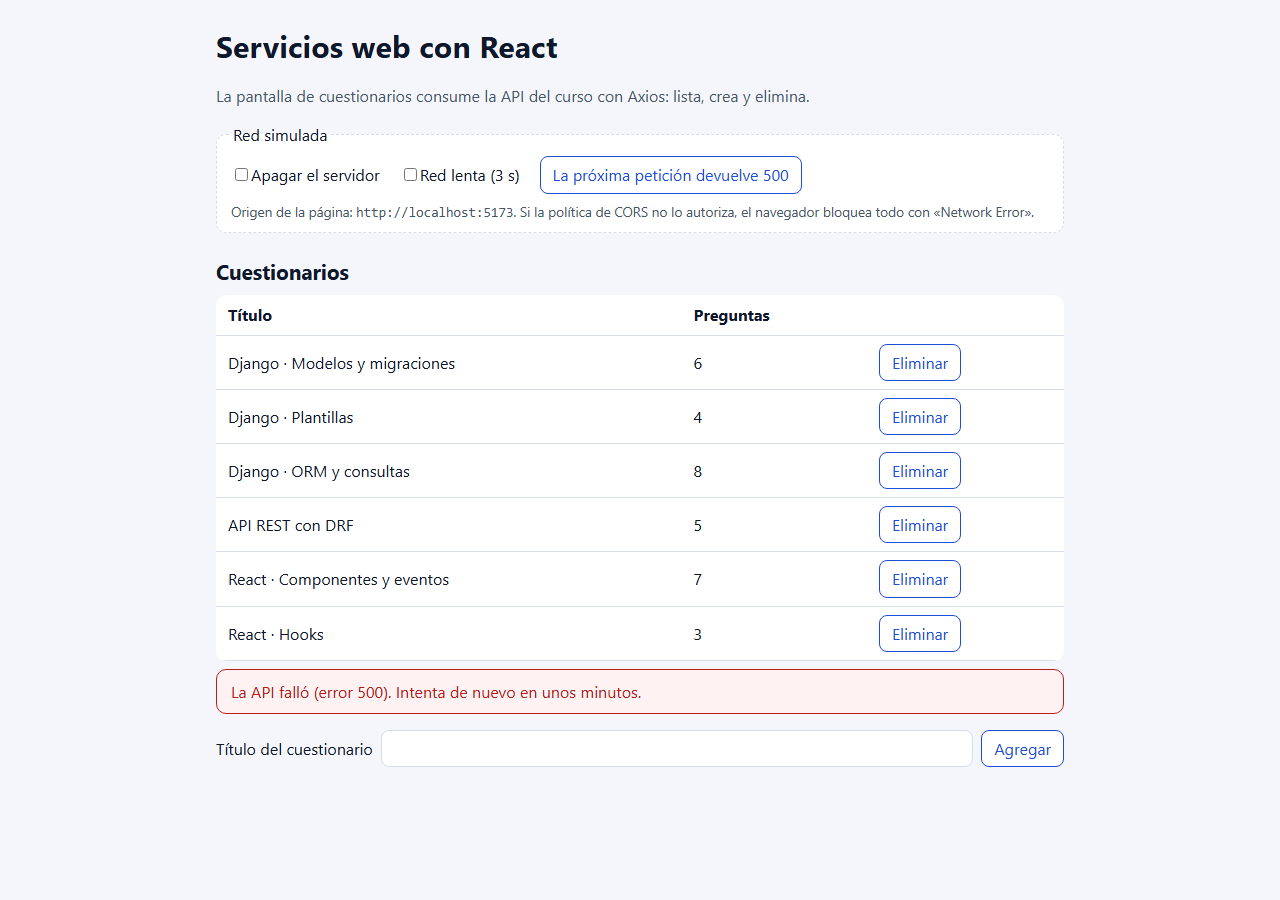 Servicios web con React
La pantalla de cuestionarios consume la API del curso con Axios: lista, crea y elimina.
Red simulada
Apagar el servidor Red lenta (3 s) La próxima petición devuelve 500
Origen de la página: http://localhost:5173. Si la política de CORS no lo autoriza, el navegador bloquea todo con «Network Error».
Cuestionarios
Título Preguntas
Django · Modelos y migraciones 6 Eliminar
Django · Plantillas 4 Eliminar
Django · ORM y consultas 8 Eliminar
API REST con DRF 5 Eliminar
React · Componentes y eventos 7 Eliminar
React · Hooks 3 Eliminar
La API falló (error 500). Intenta de nuevo en unos minutos.
Título del cuestionario Agregar